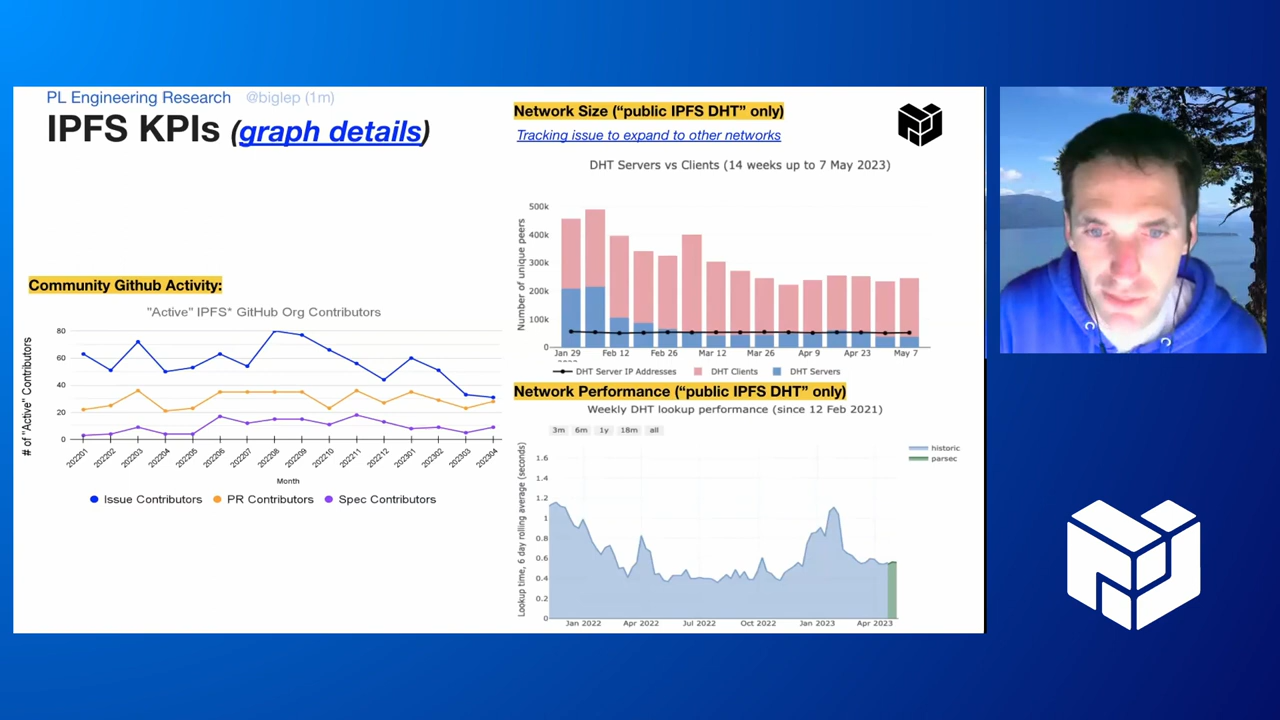 PL Engineering Research @biglep (1m)
IPFS KPIs (graph details)
Community Github Activity:
"Active" IPFS* GitHub Org Contributors
# of "Active" Contributors
80
60
40
20
0
202201 202202 202203 202204 202205 202206 202207 202208 202209 202210 202211 202212 202301 202302 202303 202304
Month
Issue Contributors PR Contributors Spec Contributors
Network Size (“public IPFS DHT” only)
Tracking issue to expand to other networks
DHT Servers vs Clients (14 weeks up to 7 May 2023)
Number of unique peers
500k
400k
300k
200k
100k
0
Jan 29 Feb 12 Feb 26 Mar 12 Mar 26 Apr 9 Apr 23 May 7
DHT Server IP Addresses DHT Clients DHT Servers
Network Performance (“public IPFS DHT” only)
Weekly DHT lookup performance (since 12 Feb 2021)
3m 6m 1y 18m all
historic
parsec
Lookup time, 6 day rolling average (seconds)
1.6
1.4
1.2
1
0.8
0.6
0.4
0.2
0
Jan 2022 Apr 2022 Jul 2022 Oct 2022 Jan 2023 Apr 2023